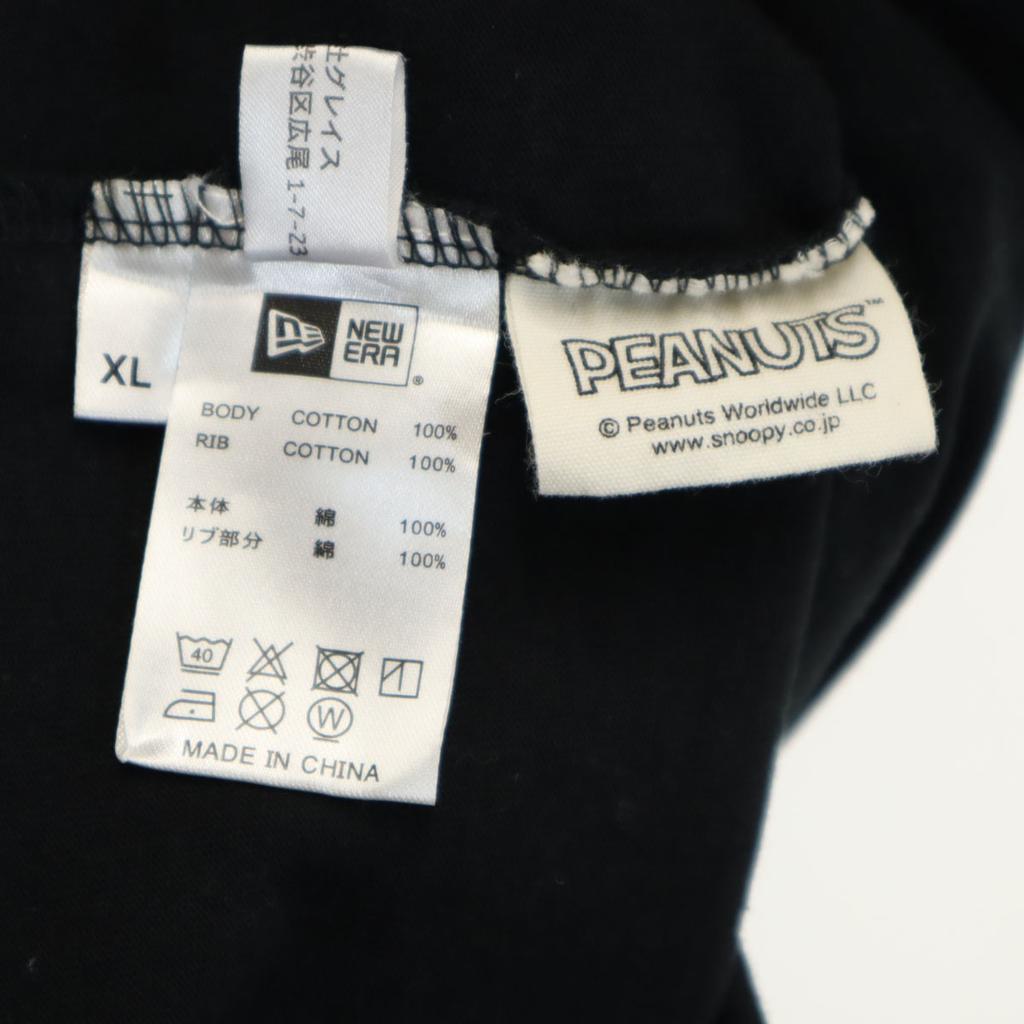 グレイス
渋谷区広尾 1-7-23
XL
NEW
ERA
®
BODY COTTON 100%
RIB COTTON 100%
本体 綿 100%
リブ部分 綿 100%
40
W
MADE IN CHINA
PEANUTS™
© Peanuts Worldwide LLC
www.snoopy.co.jp